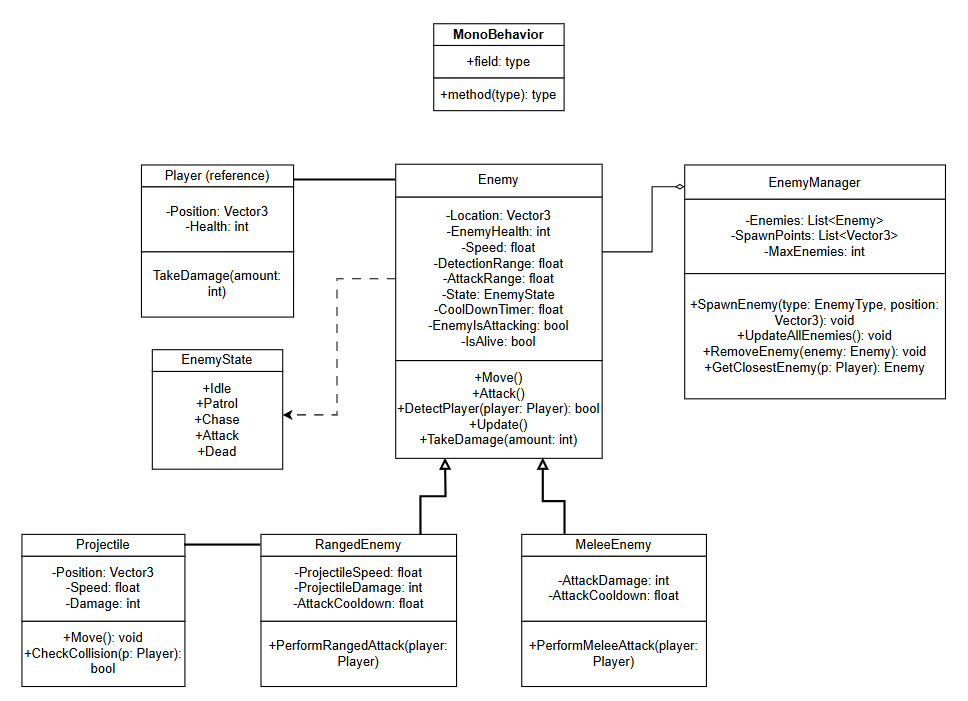 MonoBehavior
+field: type
+method(type): type
Player (reference)
-Position: Vector3
-Health: int
TakeDamage(amount:
int)
Enemy
-Location: Vector3
-EnemyHealth: int
-Speed: float
-DetectionRange: float
-AttackRange: float
-State: EnemyState
-CoolDownTimer: float
-EnemyIsAttacking: bool
-IsAlive: bool
+Move()
+Attack()
+DetectPlayer(player: Player): bool
+Update()
+TakeDamage(amount: int)
EnemyManager
-Enemies: List<Enemy>
-SpawnPoints: List<Vector3>
-MaxEnemies: int
+SpawnEnemy(type: EnemyType, position:
Vector3): void
+UpdateAllEnemies(): void
+RemoveEnemy(enemy: Enemy): void
+GetClosestEnemy(p: Player): Enemy
EnemyState
+Idle
+Patrol
+Chase
+Attack
+Dead
Projectile
-Position: Vector3
-Speed: float
-Damage: int
+Move(): void
+CheckCollision(p: Player):
bool
RangedEnemy
-ProjectileSpeed: float
-ProjectileDamage: int
-AttackCooldown: float
+PerformRangedAttack(player:
Player)
MeleeEnemy
-AttackDamage: int
-AttackCooldown: float
+PerformMeleeAttack(player:
Player)